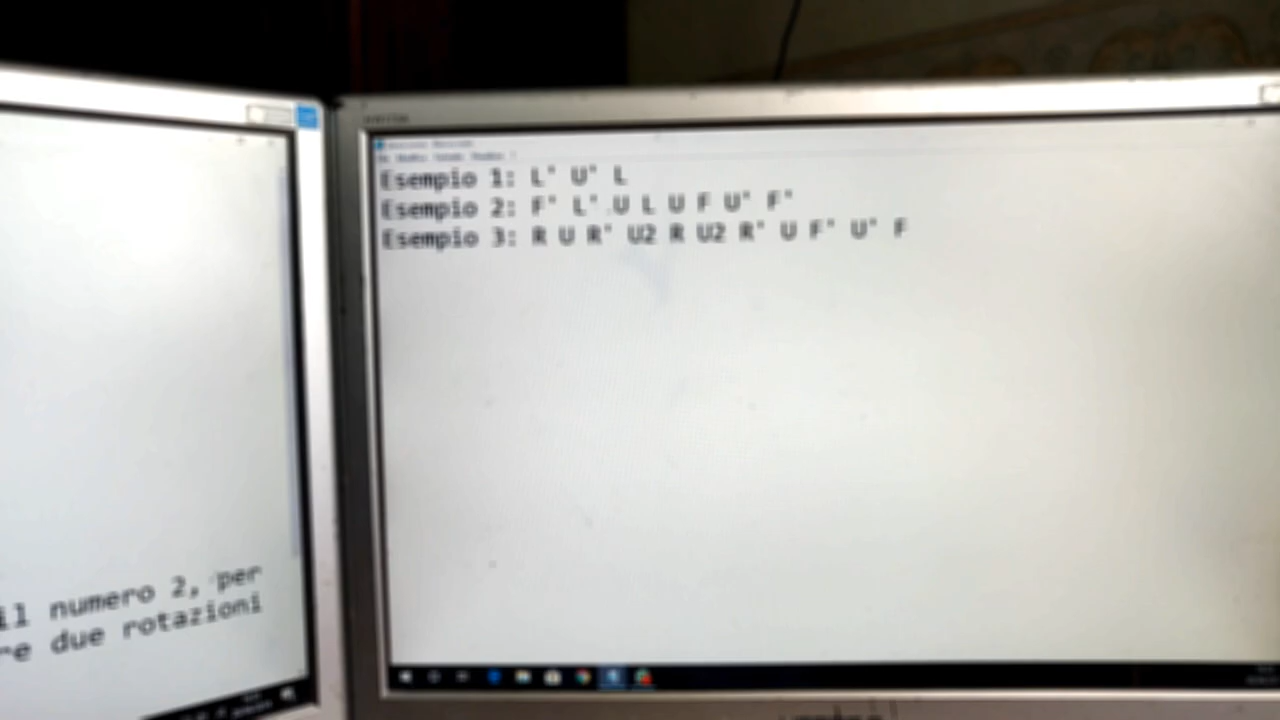 Esempio 1: L' U' L
Esempio 2: F' L' U L U F U' F'
Esempio 3: R U R' U2 R U2 R' U F' U' F
il numero 2, per
re due rotazioni